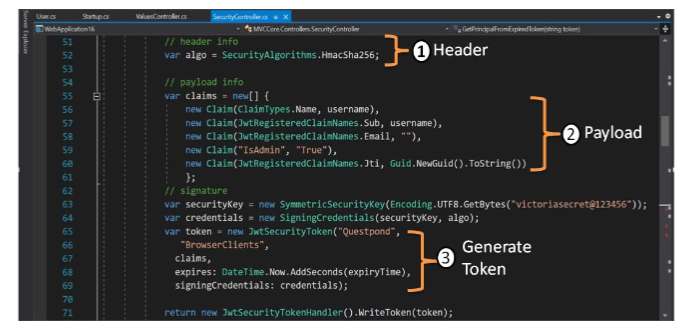 User.cs Startup.cs ValuesController.cs SecurityController.cs
Server Explorer
WebApplication16 MVCCore.Controllers.SecurityController GetPrincipalFromExpiredToken(string token)
51 // header info
52 var algo = SecurityAlgorithms.HmacSha256;
1 Header
53
54 // payload info
55 var claims = new[] {
56 new Claim(ClaimTypes.Name, username),
57 new Claim(JwtRegisteredClaimNames.Sub, username),
58 new Claim(JwtRegisteredClaimNames.Email, ""),
2 Payload
59 new Claim("IsAdmin", "True"),
60 new Claim(JwtRegisteredClaimNames.Jti, Guid.NewGuid().ToString())
61 };
62 // signature
63 var securityKey = new SymmetricSecurityKey(Encoding.UTF8.GetBytes("victoriasecret@123456"));
64 var credentials = new SigningCredentials(securityKey, algo);
65 var token = new JwtSecurityToken("Questpond",
66 "BrowserClients",
67 claims,
3 Generate
Token
68 expires: DateTime.Now.AddSeconds(expiryTime),
69 signingCredentials: credentials);
70
71 return new JwtSecurityTokenHandler().WriteToken(token);